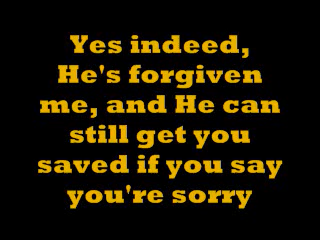 Yes indeed,
He's forgiven
me, and He can
still get you
saved if you say
you're sorry